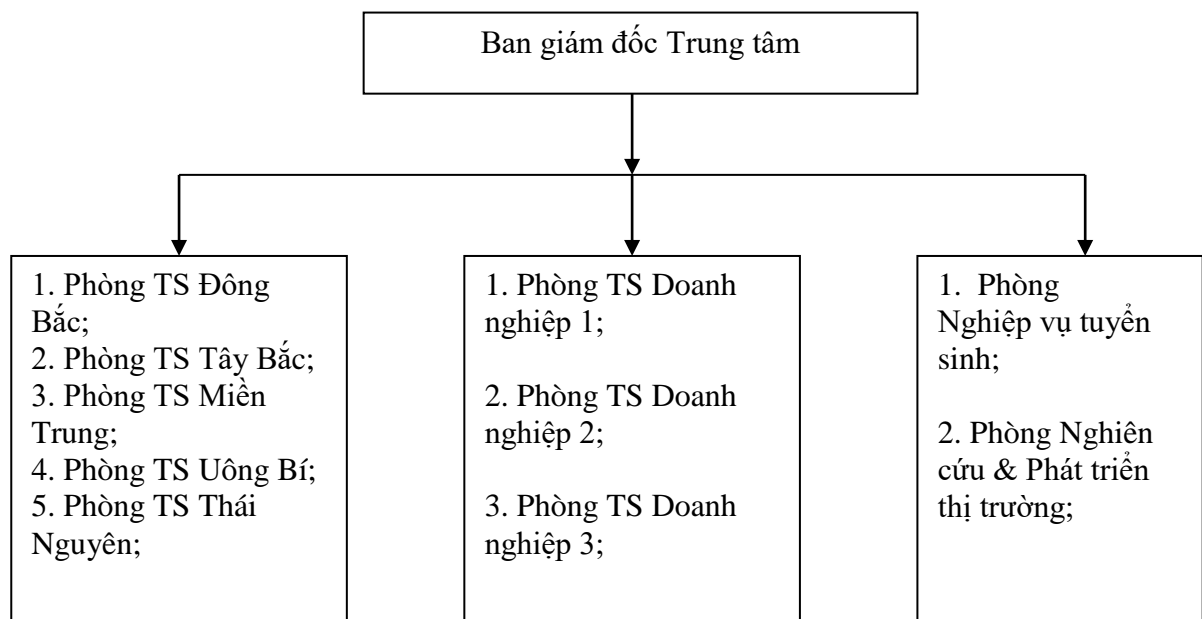 Ban giám đốc Trung tâm
1. Phòng TS Đông
Bắc;
2. Phòng TS Tây Bắc;
3. Phòng TS Miền
Trung;
4. Phòng TS Uông Bí;
5. Phòng TS Thái
Nguyên;
1. Phòng TS Doanh
nghiệp 1;
2. Phòng TS Doanh
nghiệp 2;
3. Phòng TS Doanh
nghiệp 3;
1. Phòng
Nghiệp vụ tuyển
sinh;
2. Phòng Nghiên
cứu & Phát triển
thị trường;